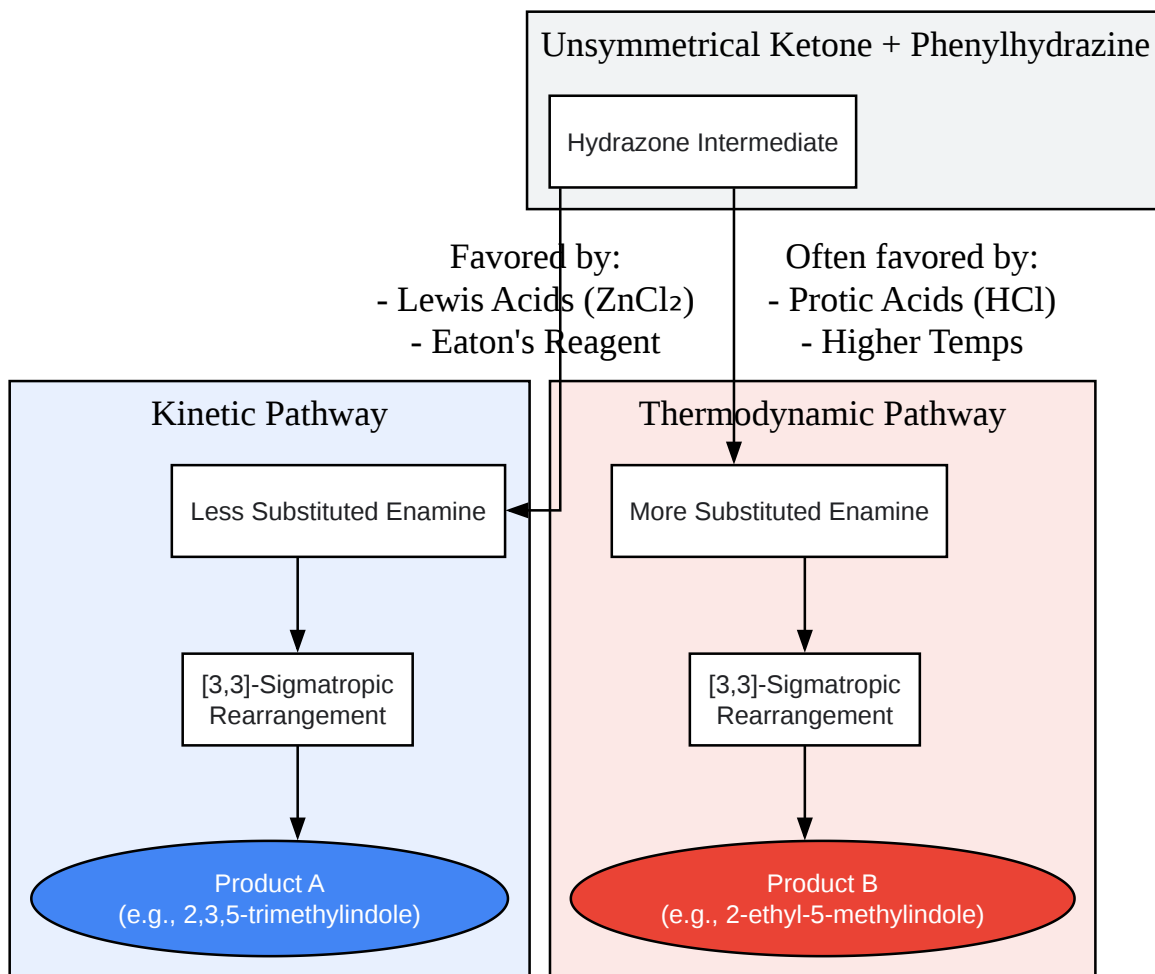 Unsymmetrical Ketone + Phenylhydrazine
Hydrazone Intermediate
Favored by:
- Lewis Acids (ZnCl₂)
- Eaton's Reagent
Often favored by:
- Protic Acids (HCl)
- Higher Temps
Kinetic Pathway
Less Substituted Enamine
[3,3]-Sigmatropic
Rearrangement
Product A
(e.g., 2,3,5-trimethylindole)
Thermodynamic Pathway
More Substituted Enamine
[3,3]-Sigmatropic
Rearrangement
Product B
(e.g., 2-ethyl-5-methylindole)